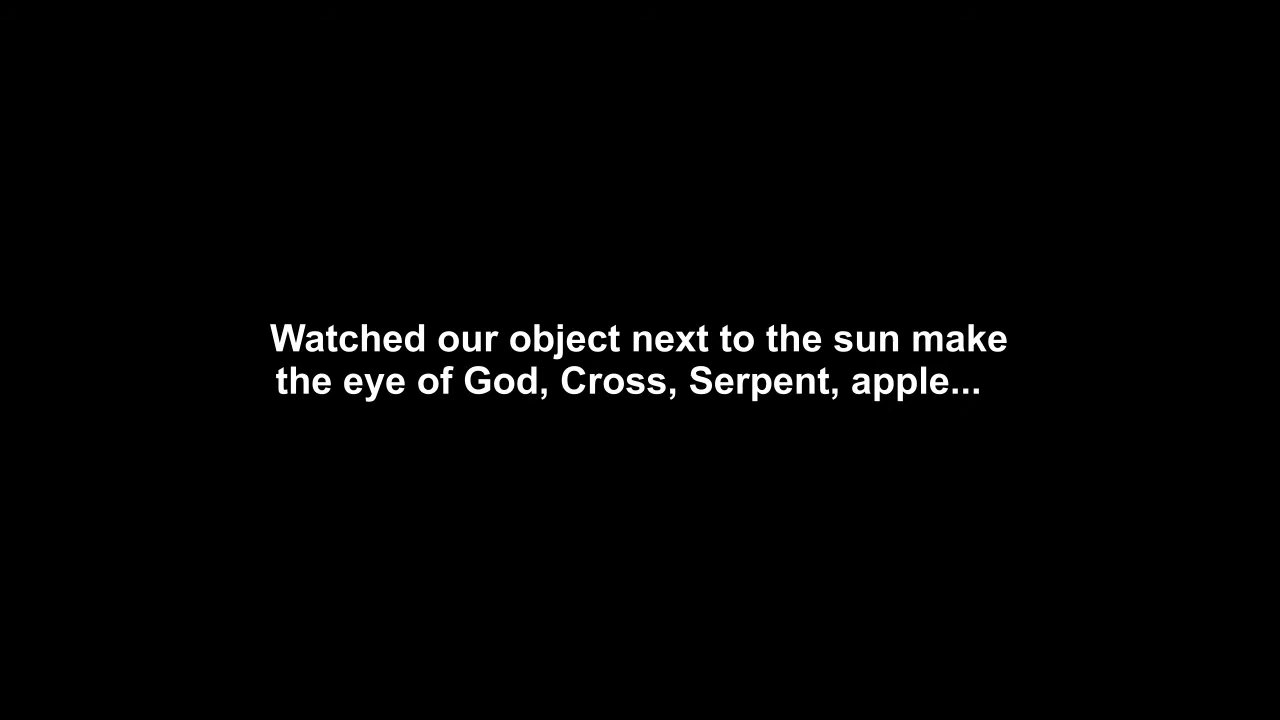 Watched our object next to the sun make
the eye of God, Cross, Serpent, apple...